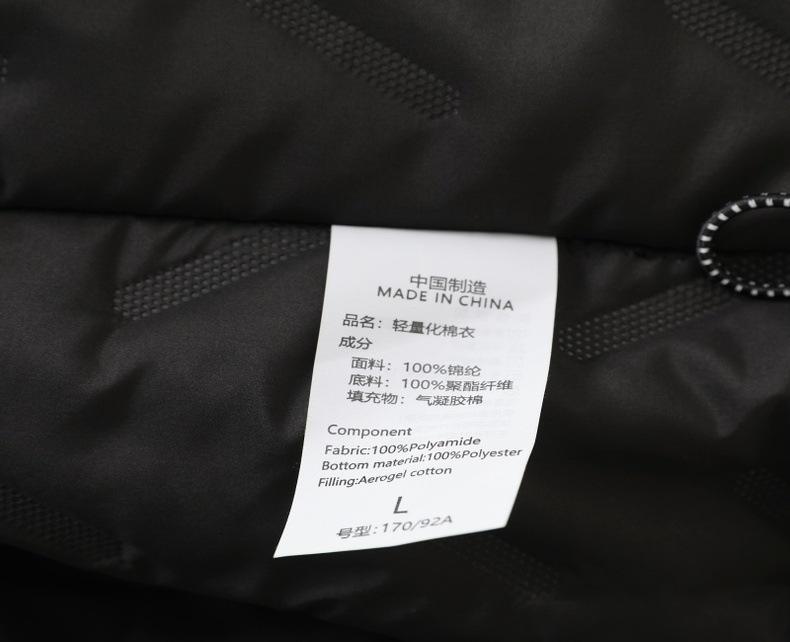 中国制造
MADE IN CHINA
品名：轻量化棉衣
成分
面料：100%锦纶
底料：100%聚酯纤维
填充物：气凝胶棉
Component
Fabric:100%Polyamide
Bottom material:100%Polyester
Filling:Aerogel cotton
L
号型:170/92A